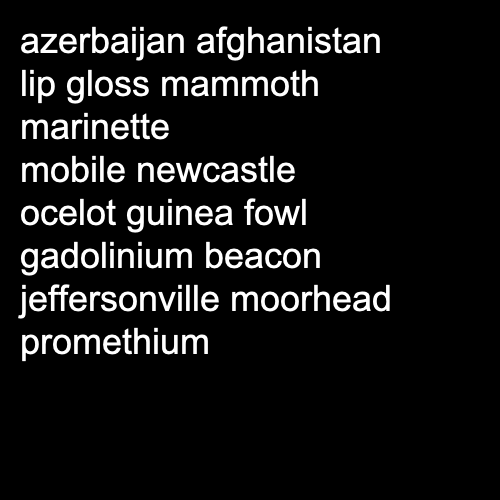 azerbaijan afghanistan
lip gloss mammoth
marinette
mobile newcastle
ocelot guinea fowl
gadolinium beacon
jeffersonville moorhead
promethium